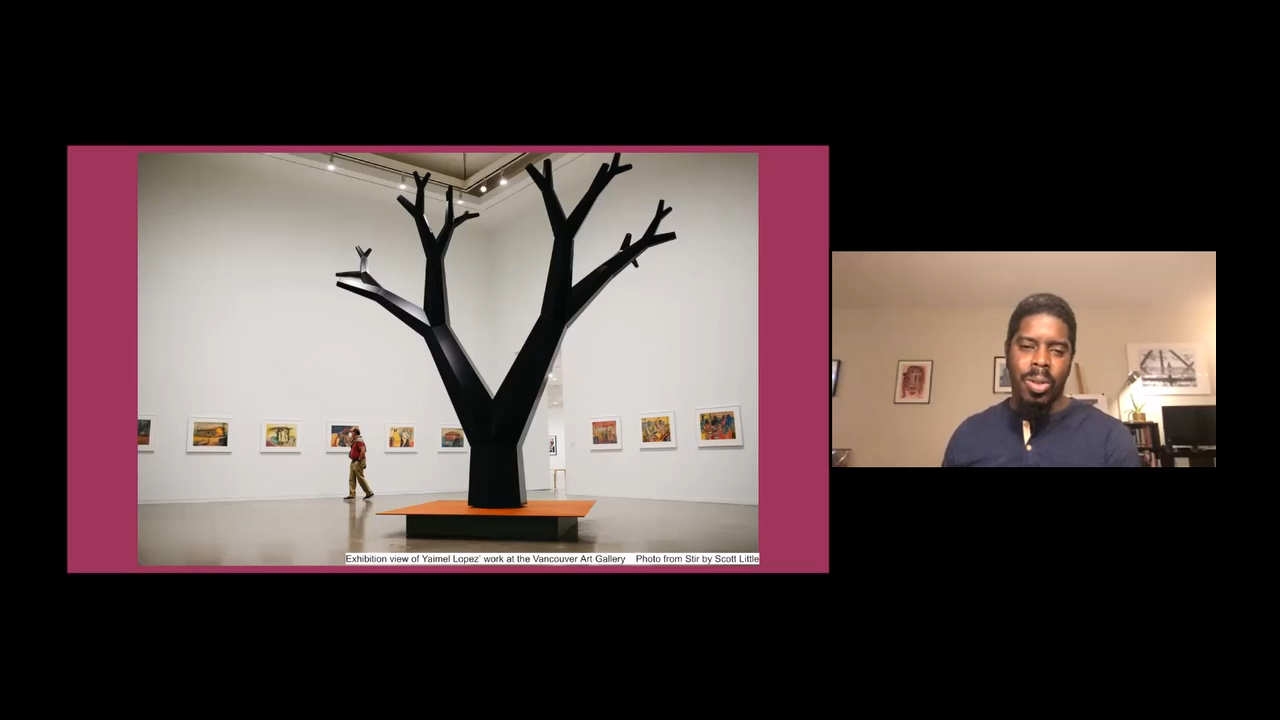 Exhibition view of Yaimel Lopez' work at the Vancouver Art Gallery    Photo from Stir by Scott Little